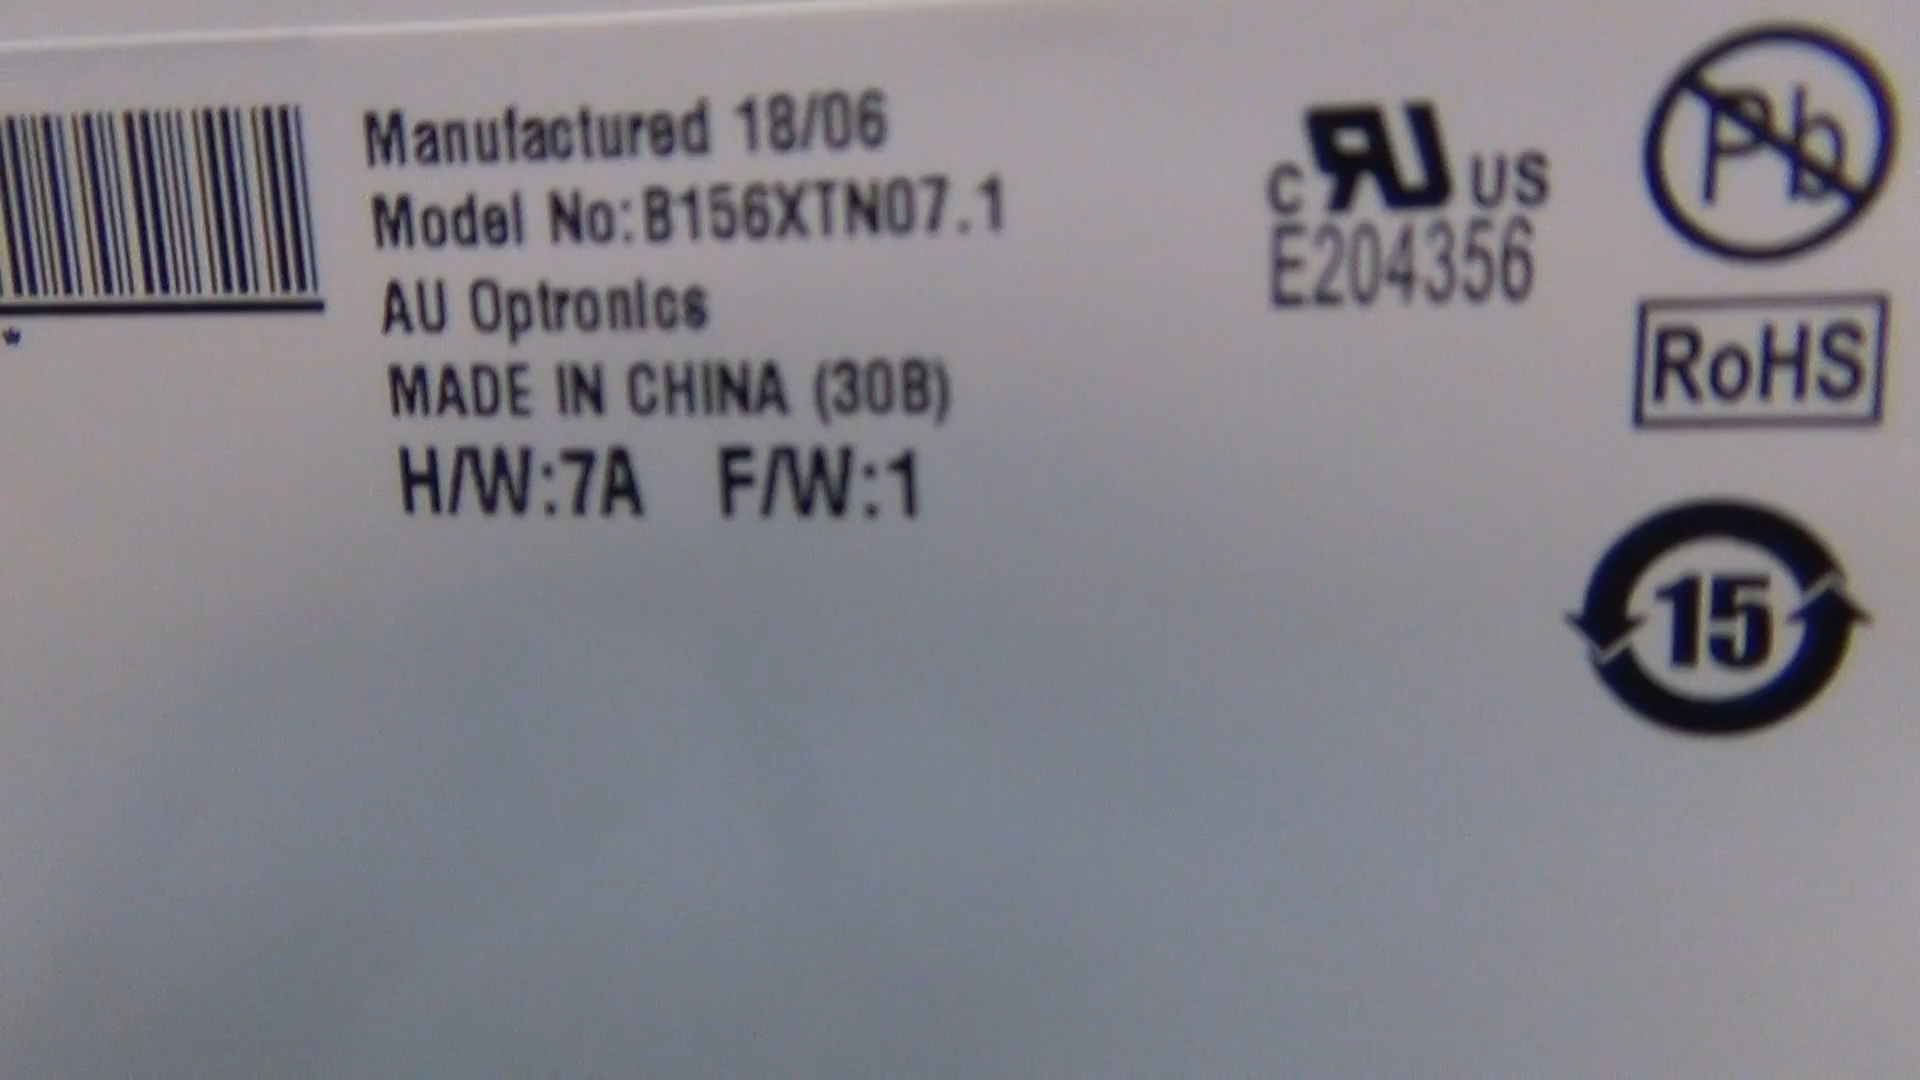 Manufactured 18/06
Model No:B156XTN07.1
AU Optronics
MADE IN CHINA (30B)
H/W:7A F/W:1
*
c RU US
E204356
Pb
RoHS
15